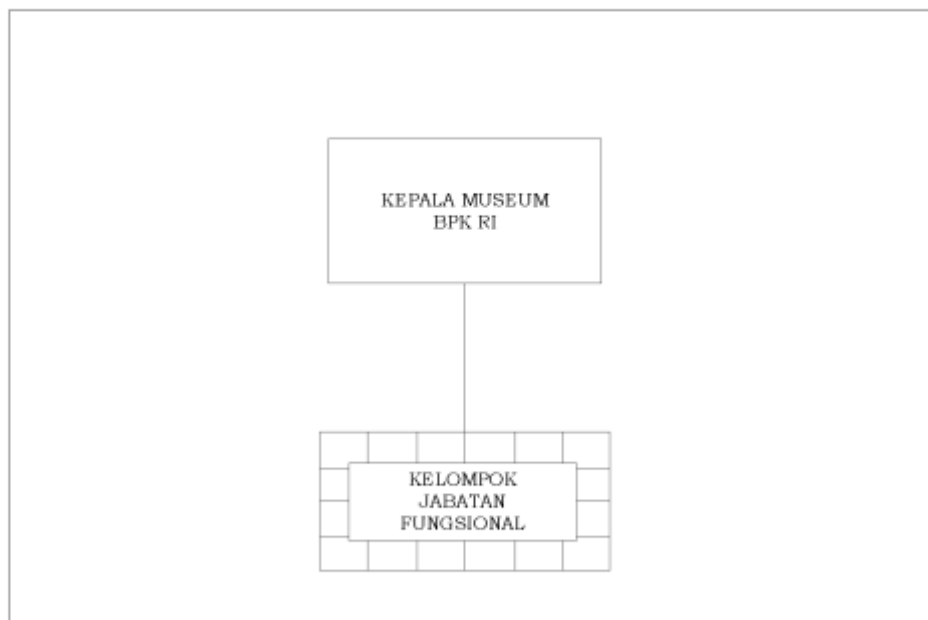 KEPALA MUSEUM
BPK RI
KELOMPOK
JABATAN
FUNGSIONAL